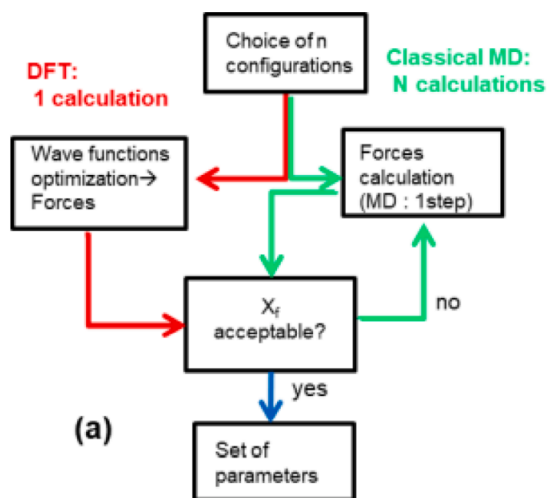 Choice of n
configurations
DFT:
1 calculation
Classical MD:
N calculations
Wave functions
optimization→
Forces
Forces
calculation
(MD : 1step)
X_f
acceptable?
no
yes
(a)
Set of
parameters